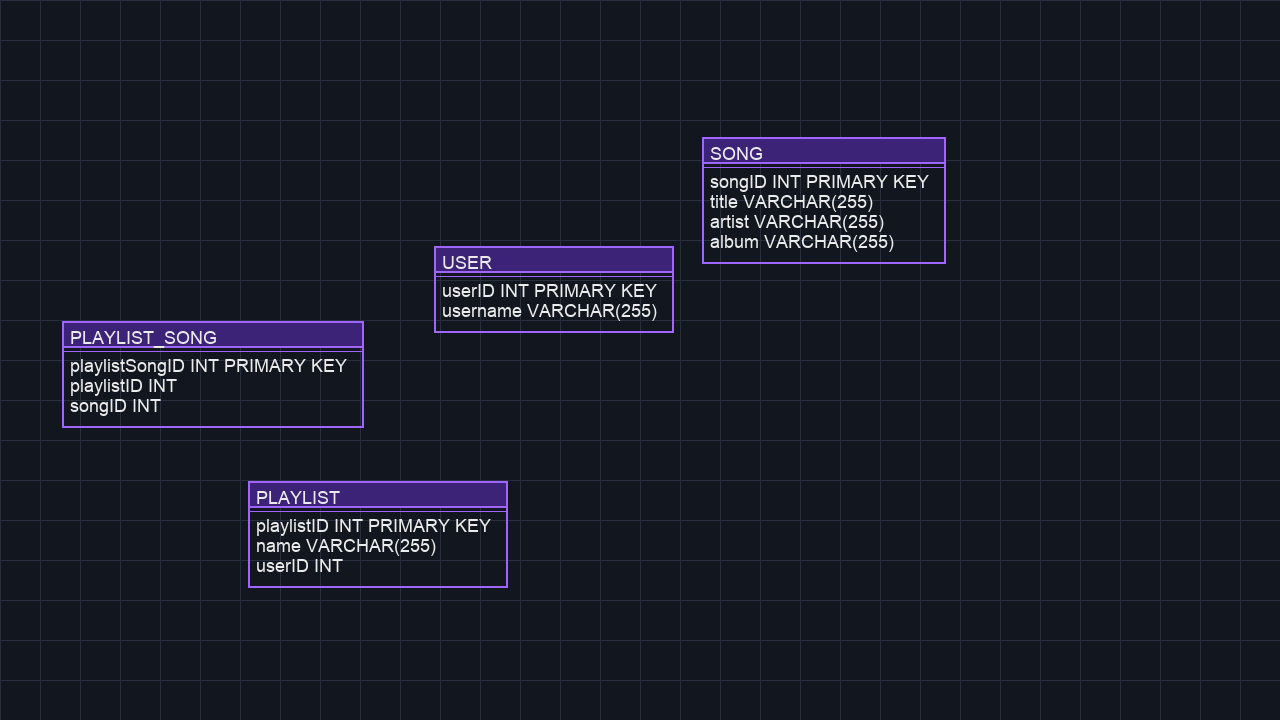 SONG
songID INT PRIMARY KEY
title VARCHAR(255)
artist VARCHAR(255)
album VARCHAR(255)
USER
userID INT PRIMARY KEY
username VARCHAR(255)
PLAYLIST_SONG
playlistSongID INT PRIMARY KEY
playlistID INT
songID INT
PLAYLIST
playlistID INT PRIMARY KEY
name VARCHAR(255)
userID INT